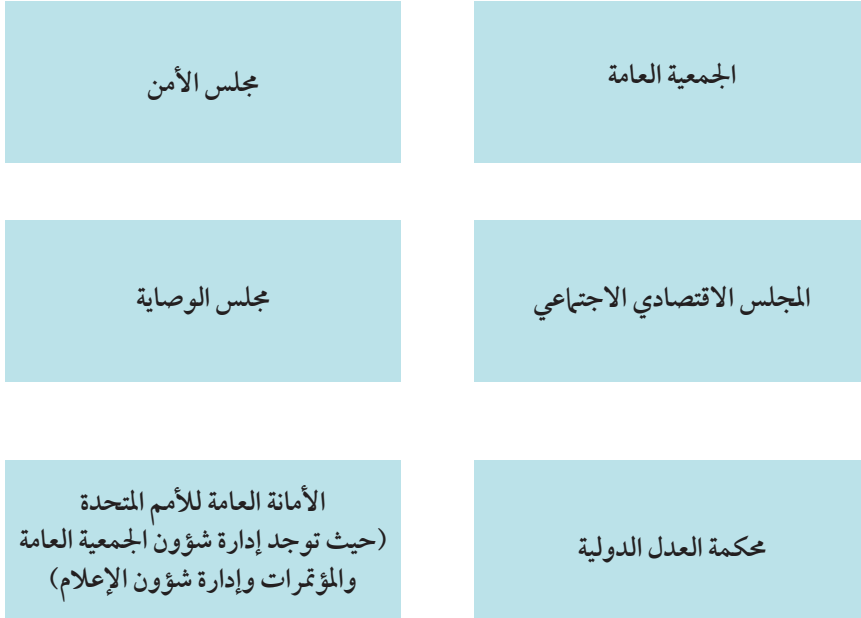 الجمعية العامة
مجلس الأمن
المجلس الاقتصادي الاجتماعي
مجلس الوصاية
محكمة العدل الدولية
الأمانة العامة للأمم المتحدة
(حيث توجد إدارة شؤون الجمعية العامة
والمؤتمرات وإدارة شؤون الإعلام)